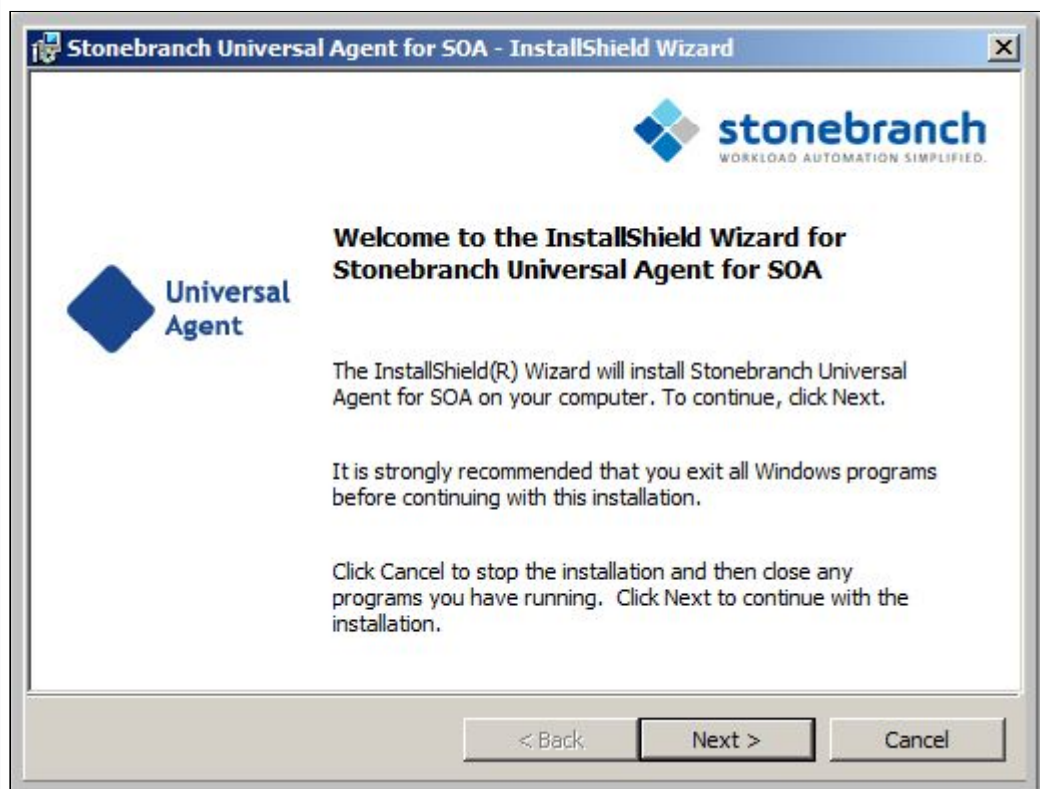 Stonebranch Universal Agent for SOA - InstallShield Wizard
stonebranch
WORKLOAD AUTOMATION SIMPLIFIED.
Welcome to the InstallShield Wizard for
Stonebranch Universal Agent for SOA
Universal
Agent
The InstallShield(R) Wizard will install Stonebranch Universal
Agent for SOA on your computer. To continue, click Next.
It is strongly recommended that you exit all Windows programs
before continuing with this installation.
Click Cancel to stop the installation and then close any
programs you have running.  Click Next to continue with the
installation.
< Back
Next >
Cancel